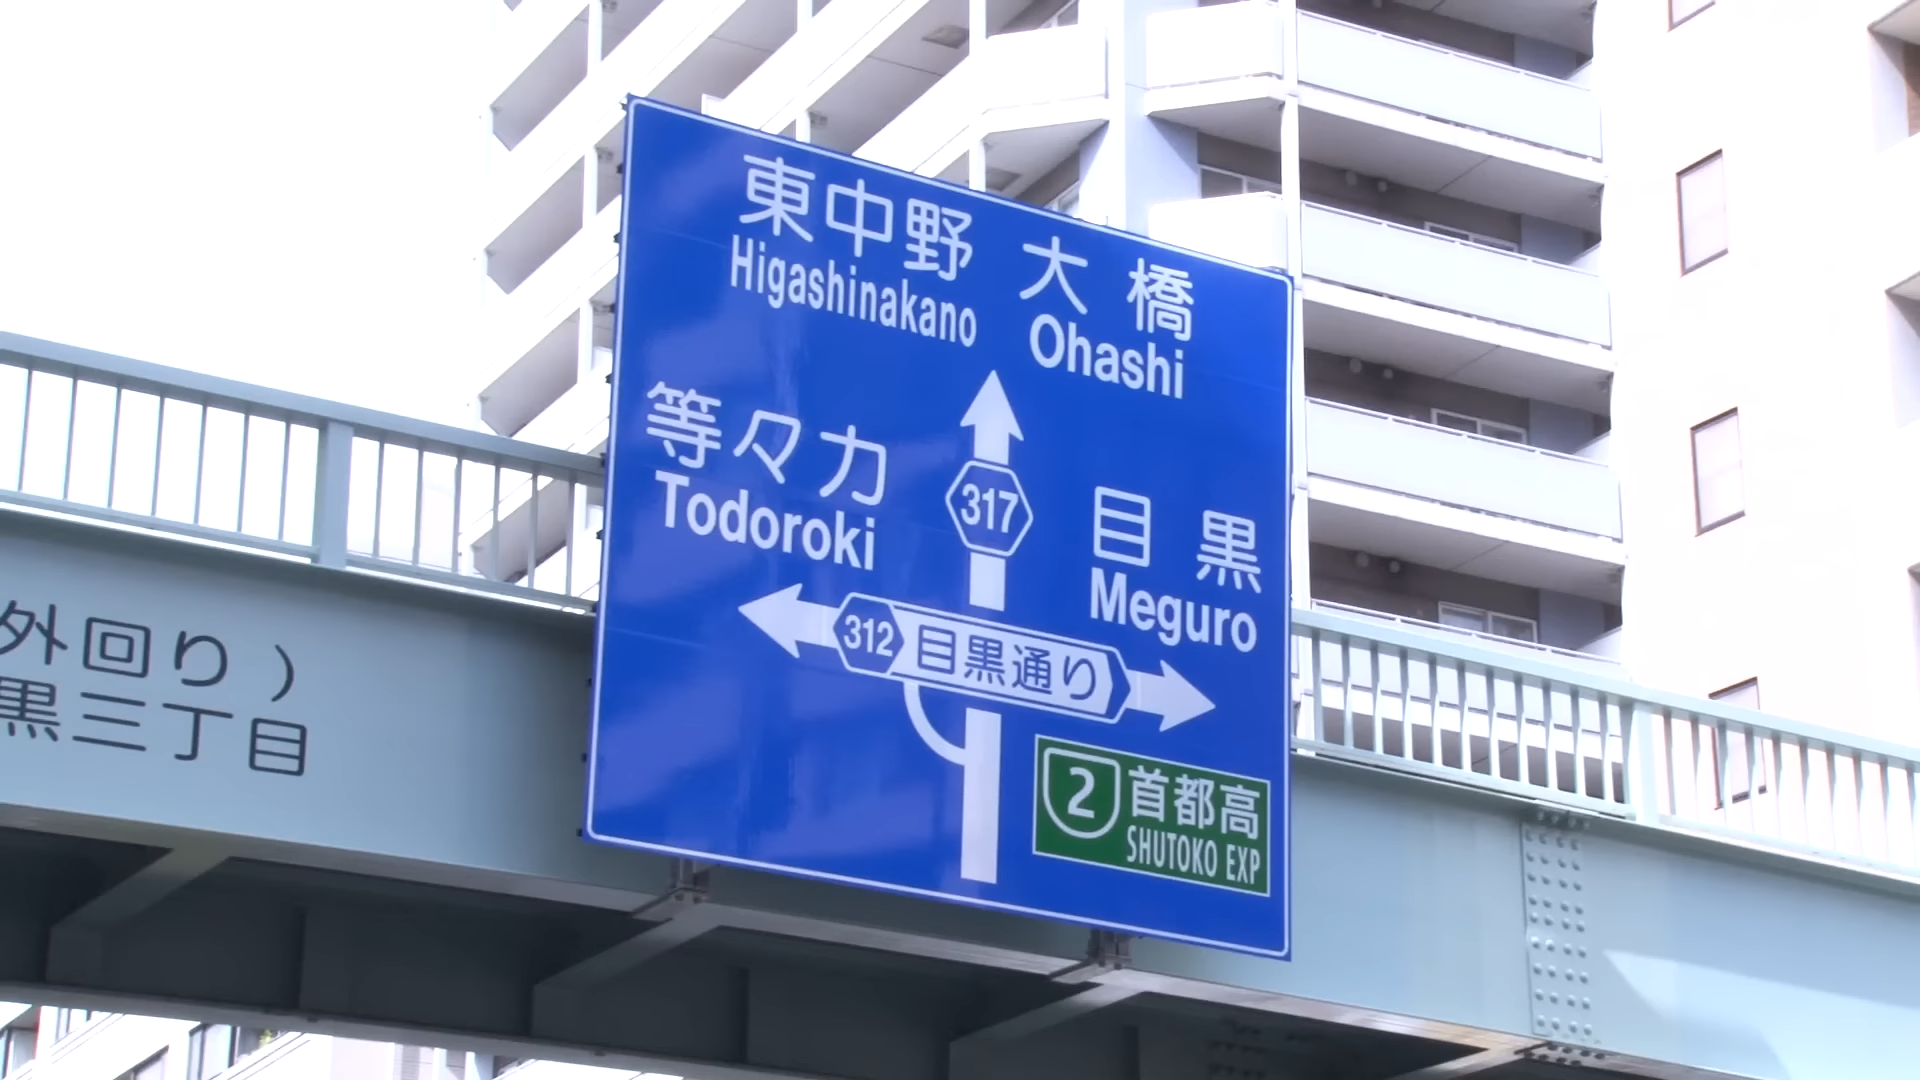 東中野 大橋
Higashinakano Ohashi
等々力
Todoroki
317
目黒
Meguro
312 目黒通り
2 首都高
SHUTOKO EXP
外回り）
黒三丁目